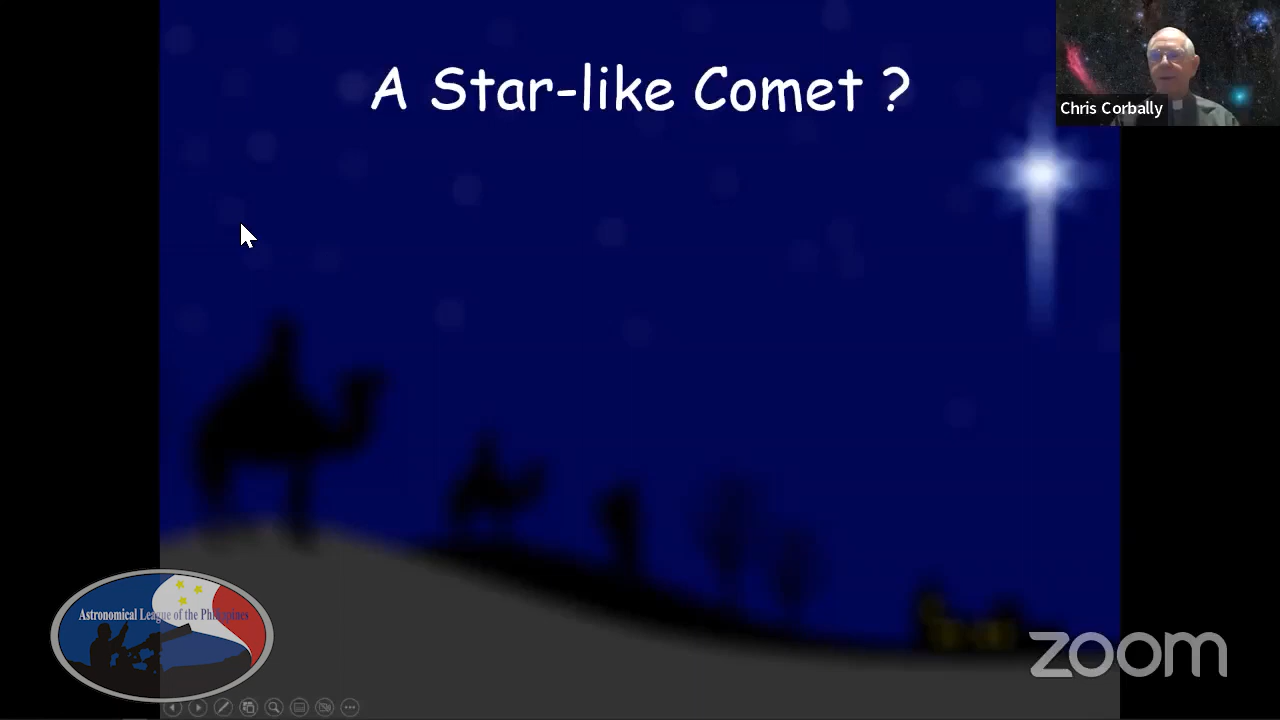 A Star-like Comet ?
Chris Corbally
Astronomical League of the Philippines
zoom